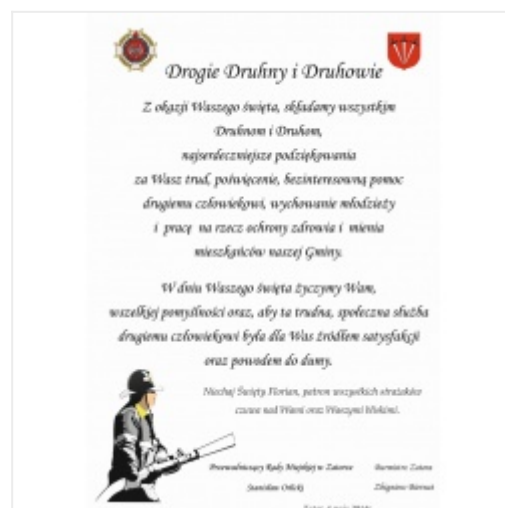 Drogie Druhny i Druhowie
Z okazji Waszego święta, składamy wszystkim
Druhnom i Druhom,
najserdeczniejsze podziękowania
za Wasz trud, poświęcenie, bezinteresowną pomoc
drugiemu człowiekowi, wychowanie młodzieży
i pracę na rzecz ochrony zdrowia i mienia
mieszkańców naszej Gminy.
W dniu Waszego święta życzymy Wam,
wszelkiej pomyślności oraz, aby ta trudna, społeczna służba
drugiemu człowiekowi była dla Was źródłem satysfakcji
oraz powodem do dumy.
Niechaj Święty Florian, patron wszystkich strażaków
czuwa nad Wami oraz Waszymi bliskimi.
Przewodniczący Rady Miejskiej w Zatorze Burmistrz Zatora
Stanisław Zbigniew Biernat